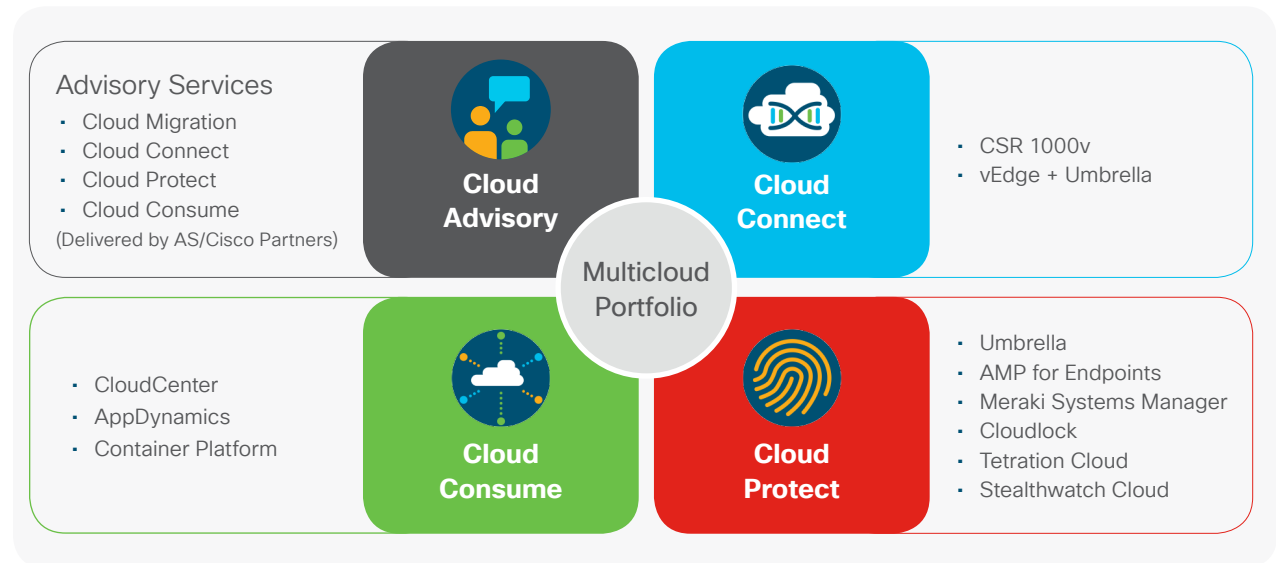 Advisory Services
▪ Cloud Migration
▪ Cloud Connect
▪ Cloud Protect
▪ Cloud Consume
(Delivered by AS/Cisco Partners)
Cloud
Advisory
Cloud
Connect
▪ CSR 1000v
▪ vEdge + Umbrella
Multicloud
Portfolio
▪ CloudCenter
▪ AppDynamics
▪ Container Platform
Cloud
Consume
Cloud
Protect
▪ Umbrella
▪ AMP for Endpoints
▪ Meraki Systems Manager
▪ Cloudlock
▪ Tetration Cloud
▪ Stealthwatch Cloud